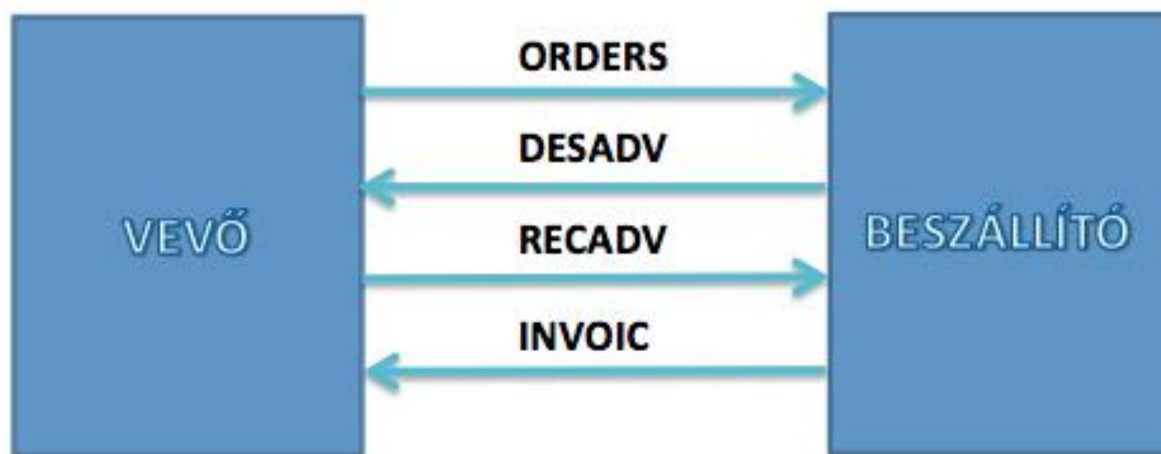 ORDERS
DESADV
VEVŐ
RECADV
BESZÁLLÍTÓ
INVOIC